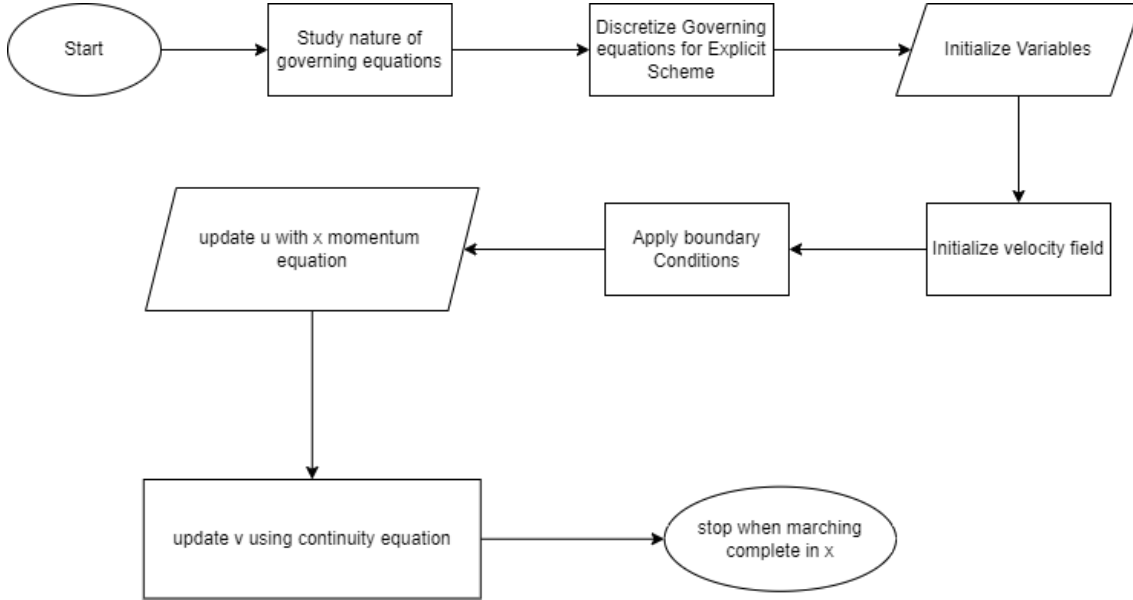 Start
Study nature of
governing equations
Discretize Governing
equations for Explicit
Scheme
Initialize Variables
Initialize velocity field
Apply boundary
Conditions
update u with x momentum
equation
update v using continuity equation
stop when marching
complete in x